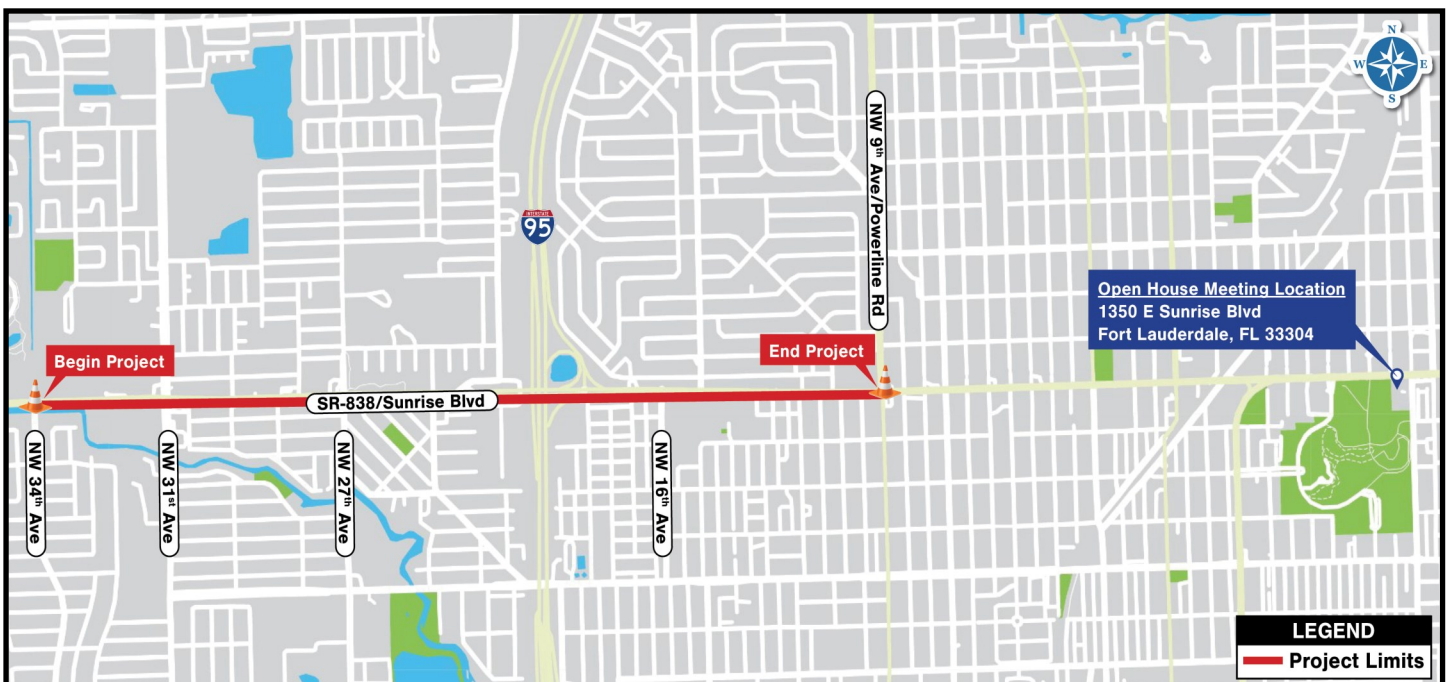 N
W
E
S
NW 9th Ave/Powerline Rd
INTERSTATE
95
Open House Meeting Location
1350 E Sunrise Blvd
Fort Lauderdale, FL 33304
Begin Project
End Project
SR-838/Sunrise Blvd
NW 34th Ave
NW 31st Ave
NW 27th Ave
NW 16th Ave
LEGEND
Project Limits